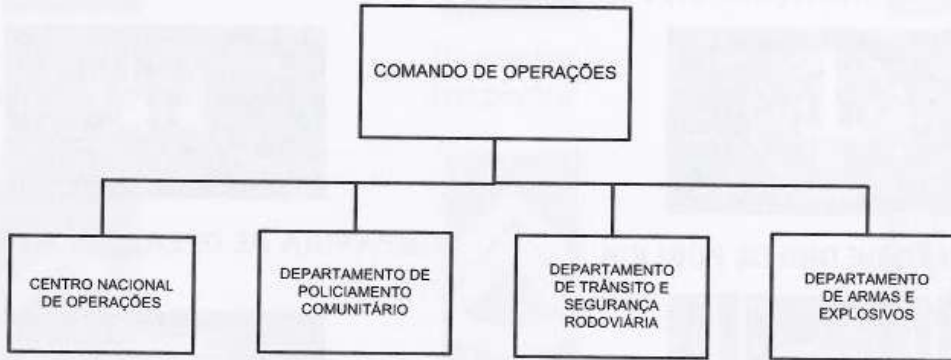 COMANDO DE OPERAÇÕES
CENTRO NACIONAL
DE OPERAÇÕES
DEPARTAMENTO DE
POLICIAMENTO
COMUNITÁRIO
DEPARTAMENTO
DE TRÂNSITO E
SEGURANÇA
RODOVIÁRIA
DEPARTAMENTO
DE ARMAS E
EXPLOSIVOS